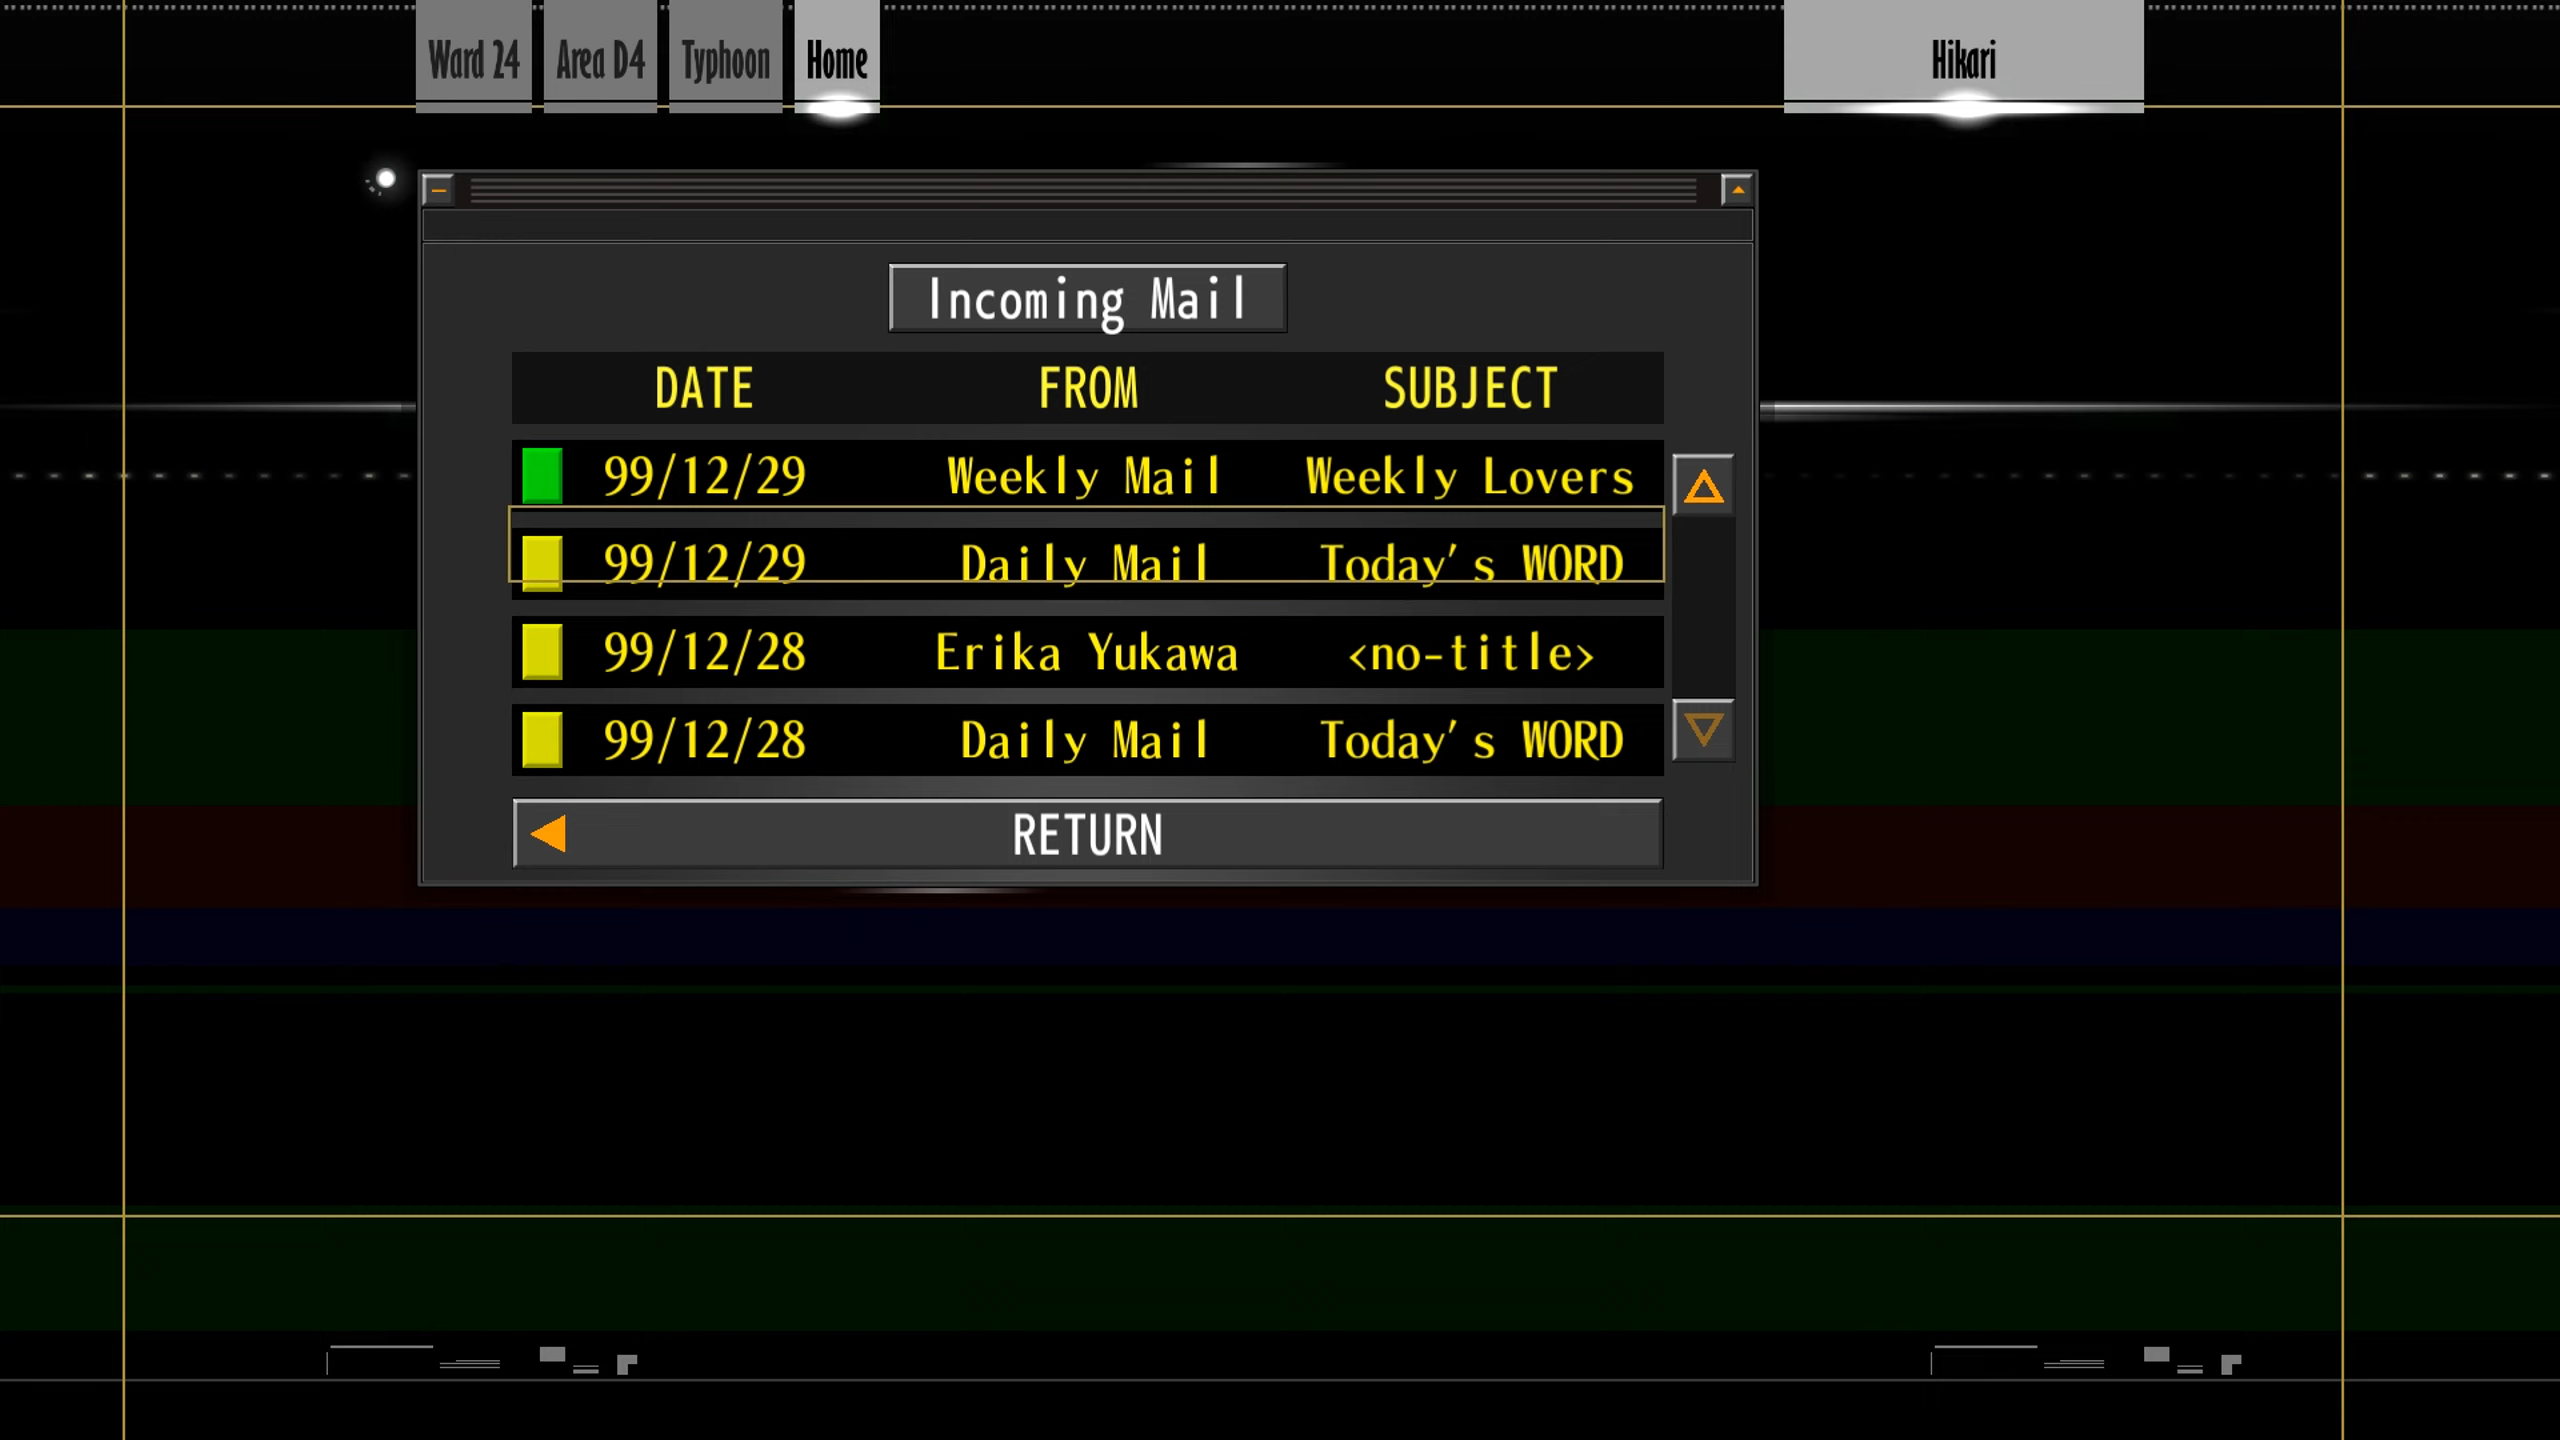 Ward 24 Area D4 Typhoon Home Hikari
Incoming Mail
DATE FROM SUBJECT
99/12/29 Weekly Mail Weekly Lovers
99/12/29 Daily Mail Today's WORD
99/12/28 Erika Yukawa <no-title>
99/12/28 Daily Mail Today's WORD
RETURN